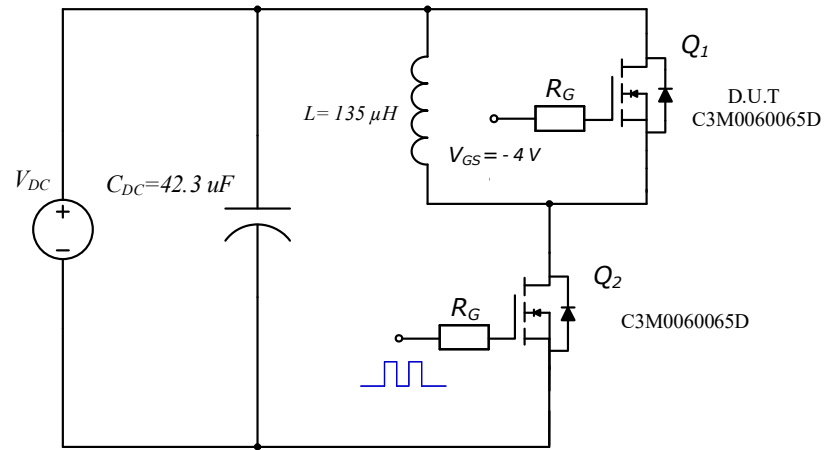 Q1
RG
D.U.T
C3M0060065D
L= 135 µH
VGS = - 4 V
VDC
CDC=42.3 uF
Q2
RG
C3M0060065D